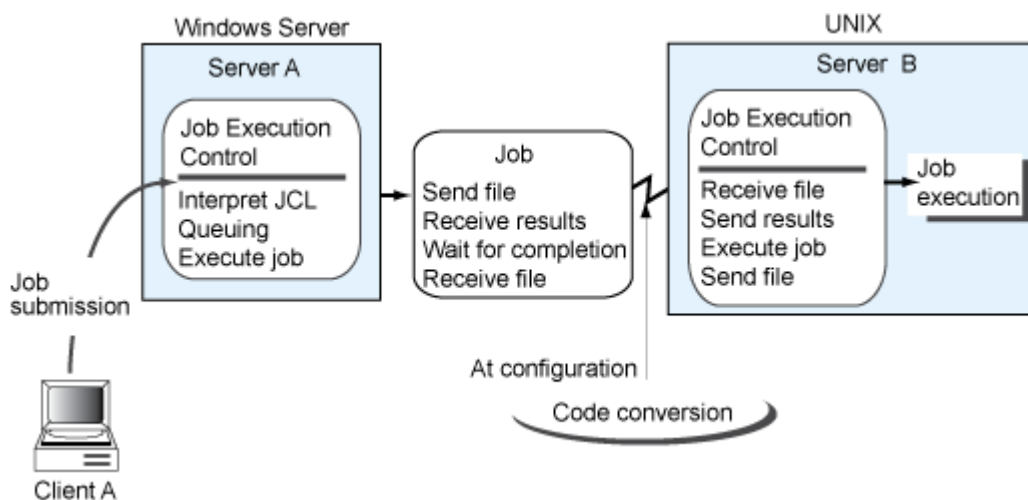 Windows Server
Server A
Job Execution
Control
Interpret JCL
Queuing
Execute job
Job
submission
Client A
Job
Send file
Receive results
Wait for completion
Receive file
At configuration
Code conversion
UNIX
Server B
Job Execution
Control
Receive file
Send results
Execute job
Send file
Job
execution